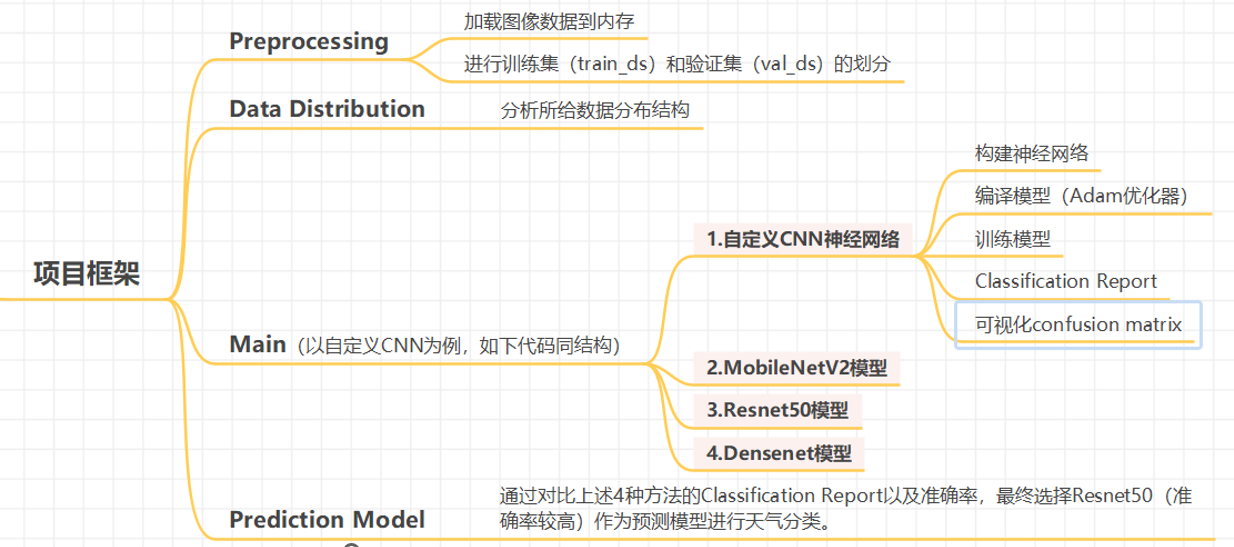 项目框架
Preprocessing
加载图像数据到内存
进行训练集（train_ds）和验证集（val_ds）的划分
Data Distribution
分析所给数据分布结构
Main（以自定义CNN为例，如下代码同结构）
1.自定义CNN神经网络
构建神经网络
编译模型（Adam优化器）
训练模型
Classification Report
可视化confusion matrix
2.MobileNetV2模型
3.Resnet50模型
4.Densenet模型
Prediction Model
通过对比上述4种方法的Classification Report以及准确率，最终选择Resnet50（准
确率较高）作为预测模型进行天气分类。